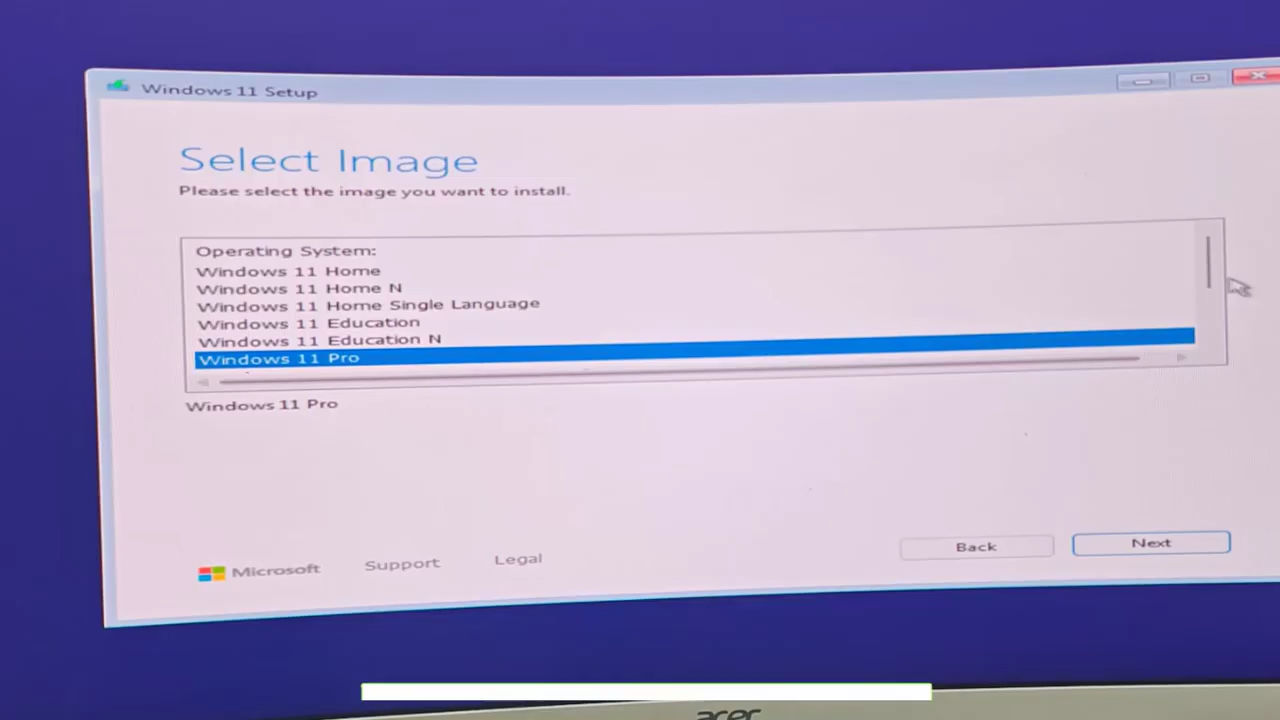 Windows 11 Setup
Select Image
Please select the image you want to install.
Operating System:
Windows 11 Home
Windows 11 Home N
Windows 11 Home Single Language
Windows 11 Education
Windows 11 Education N
Windows 11 Pro
Windows 11 Pro
Back
Next
Microsoft
Support
Legal
acer